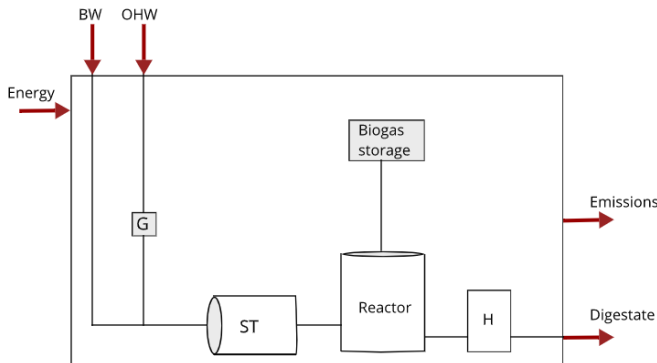 BW
OHW
Energy
Biogas
storage
Emissions
G
Reactor
Digestate
ST
H